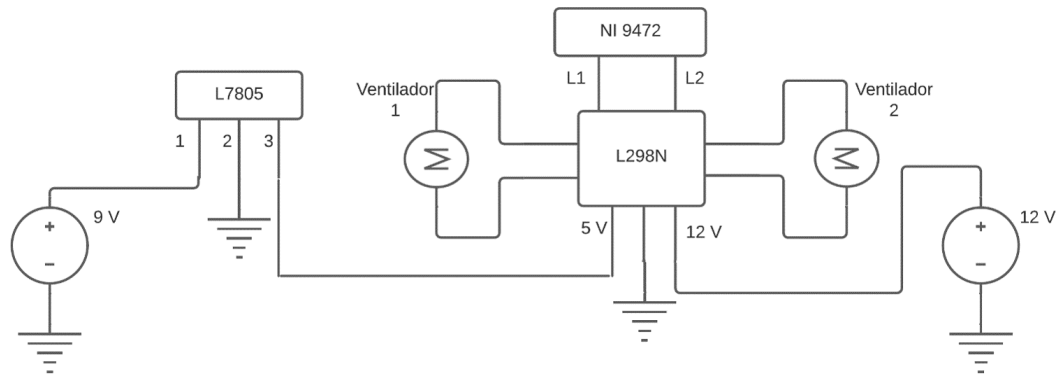 NI 9472
L1
L2
L7805
1
2
3
Ventilador
1
Ventilador
2
M
M
L298N
9 V
+
−
5 V
12 V
12 V
+
−